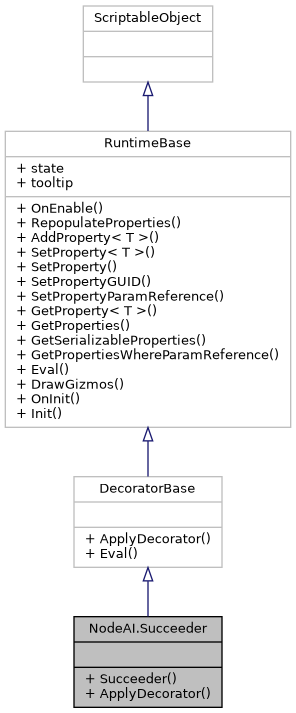 ScriptableObject
RuntimeBase
+ state
+ tooltip
+ OnEnable()
+ RepopulateProperties()
+ AddProperty< T >()
+ SetProperty< T >()
+ SetProperty()
+ SetPropertyGUID()
+ SetPropertyParamReference()
+ GetProperty< T >()
+ GetProperties()
+ GetSerializableProperties()
+ GetPropertiesWhereParamReference()
+ Eval()
+ DrawGizmos()
+ OnInit()
+ Init()
DecoratorBase
+ ApplyDecorator()
+ Eval()
NodeAI.Succeeder
+ Succeeder()
+ ApplyDecorator()